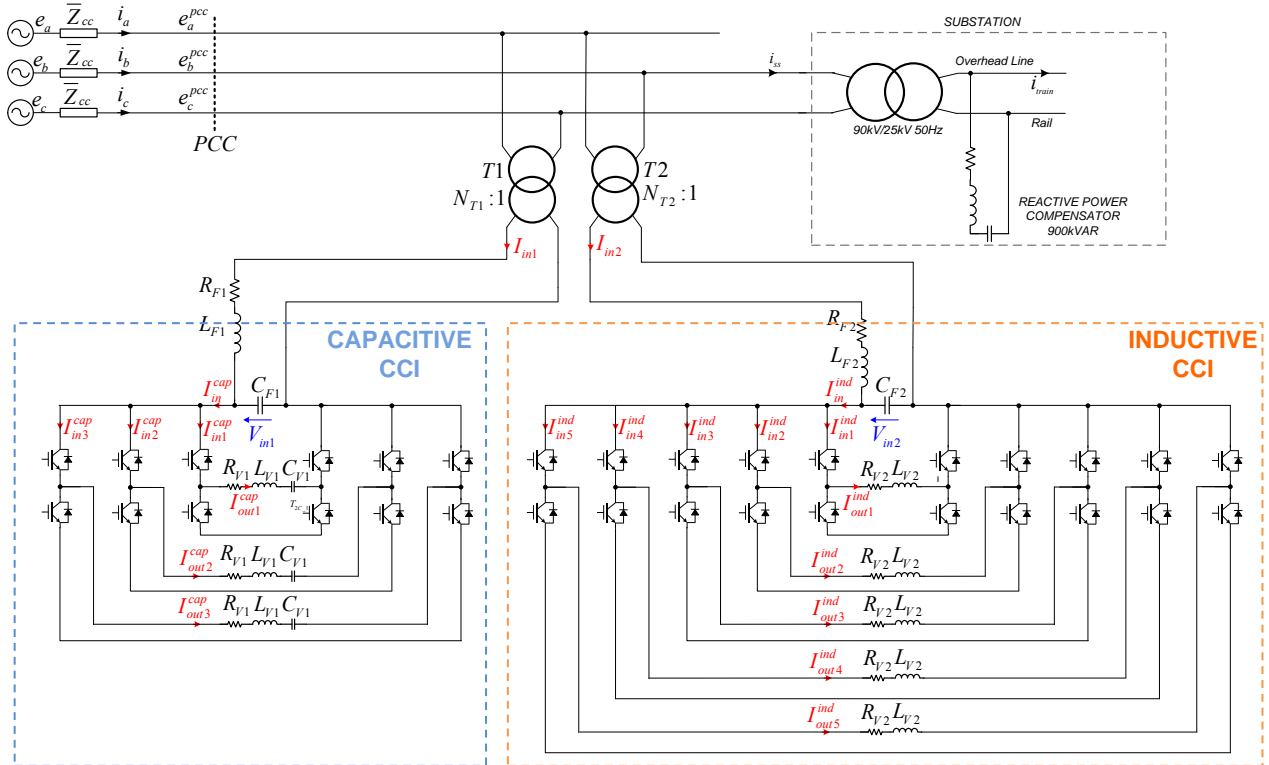 SUBSTATION
e_a Z̅_cc i_a e_a^pcc
e_b Z̅_cc i_b e_b^pcc i_ss Overhead Line
i_train
e_c Z̅_cc i_c e_c^pcc
90kV/25kV 50Hz
Rail
PCC
T1
N_T1 :1
T2
N_T2 :1
REACTIVE POWER
COMPENSATOR
900kVAR
I_in1
I_in2
R_F1
L_F1
R_F2
L_F2
CAPACITIVE
CCI
INDUCTIVE
CCI
I_in^cap
C_F1
V_in1
I_in3^cap
I_in2^cap
I_in1^cap
R_V1 L_V1 C_V1
I_out1^cap
I_out2^cap
R_V1 L_V1 C_V1
I_out3^cap
R_V1 L_V1 C_V1
I_in^ind
C_F2
V_in2
I_in5^ind
I_in4^ind
I_in3^ind
I_in2^ind
I_in1^ind
R_V2 L_V2
I_out1^ind
I_out2^ind
R_V2 L_V2
I_out3^ind
R_V2 L_V2
I_out4^ind
R_V2 L_V2
I_out5^ind
R_V2 L_V2